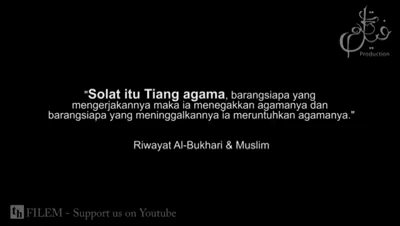 Production
"Solat itu Tiang agama, barangsiapa yang
mengerjakannya maka ia menegakkan agamanya dan
barangsiapa yang meninggalkannya ia meruntuhkan agamanya."
Riwayat Al-Bukhari & Muslim
FILEM - Support us on Youtube